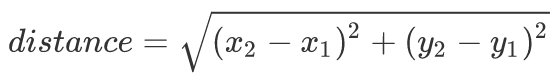 distance = √((x₂ − x₁)² + (y₂ − y₁)²)